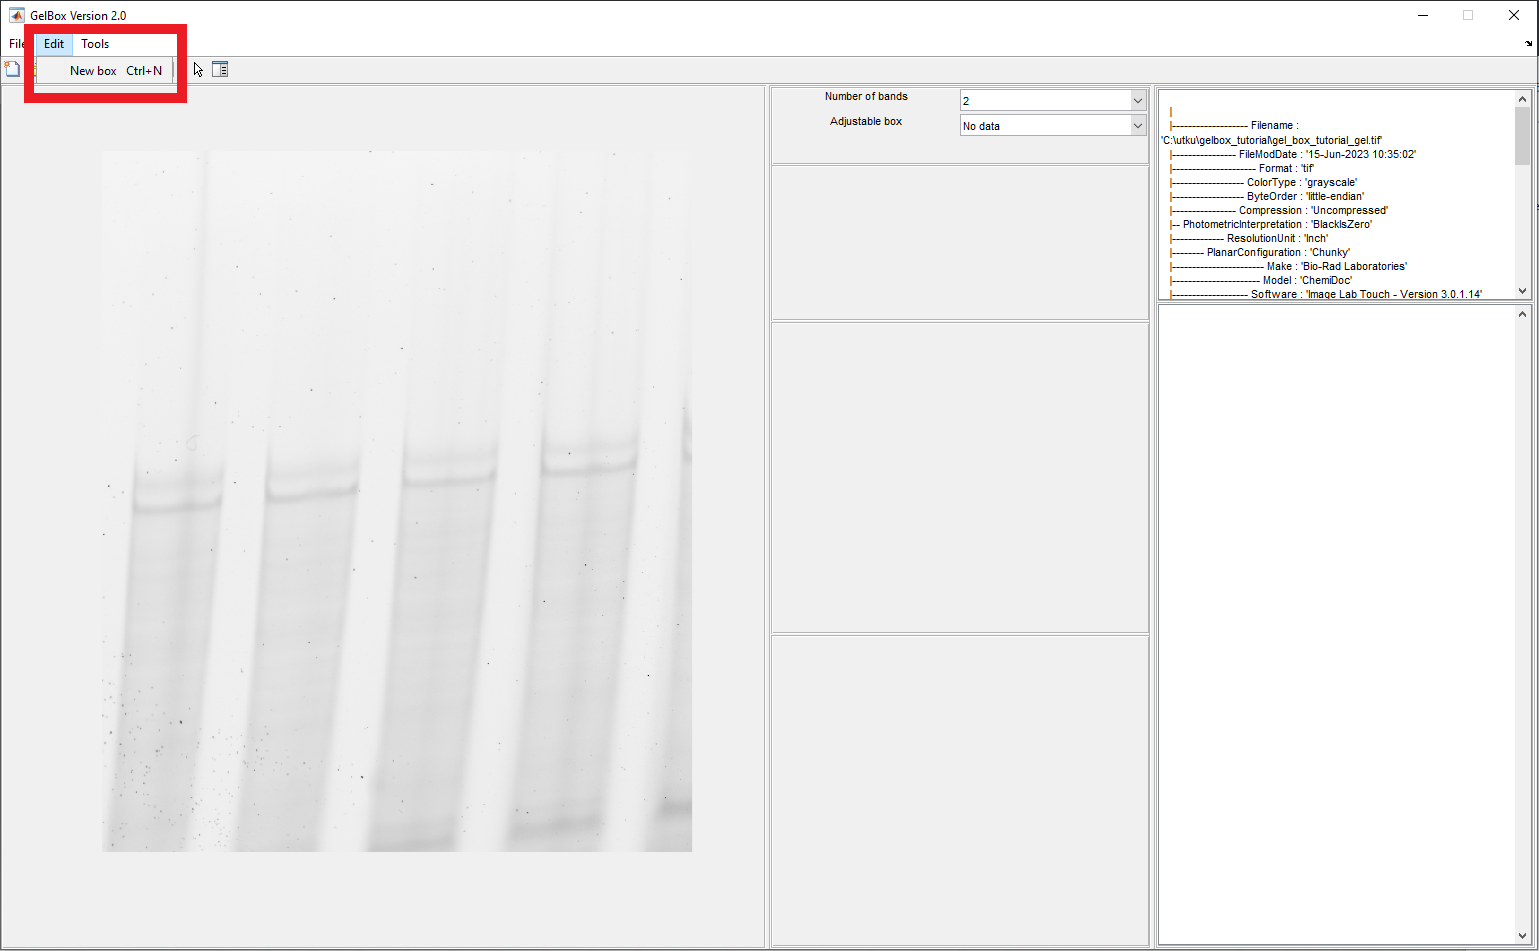 GelBox Version 2.0
File Edit Tools
New box Ctrl+N
Number of bands 2
Adjustable box No data
|
|------------------- Filename :
'C:\utku\gelbox_tutorial\gel_box_tutorial_gel.tif'
|---------------- FileModDate : '15-Jun-2023 10:35:02'
|--------------------- Format : 'tif'
|------------------ ColorType : 'grayscale'
|------------------ ByteOrder : 'little-endian'
|---------------- Compression : 'Uncompressed'
|-- PhotometricInterpretation : 'BlackIsZero'
|------------- ResolutionUnit : 'Inch'
|-------- PlanarConfiguration : 'Chunky'
|----------------------- Make : 'Bio-Rad Laboratories'
|---------------------- Model : 'ChemiDoc'
|------------------- Software : 'Image Lab Touch - Version 3.0.1.14'